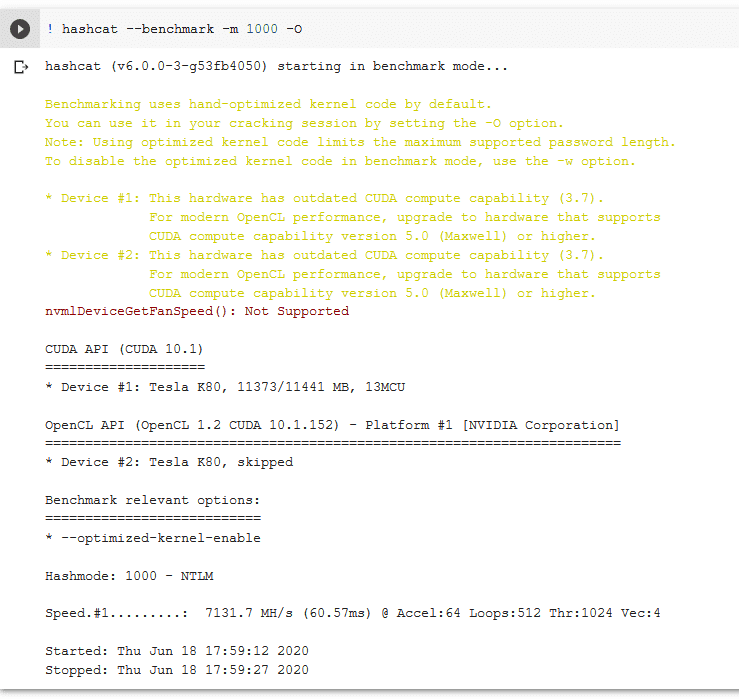 ! hashcat --benchmark -m 1000 -O
hashcat (v6.0.0-3-g53fb4050) starting in benchmark mode...
Benchmarking uses hand-optimized kernel code by default.
You can use it in your cracking session by setting the -O option.
Note: Using optimized kernel code limits the maximum supported password length.
To disable the optimized kernel code in benchmark mode, use the -w option.
* Device #1: This hardware has outdated CUDA compute capability (3.7).
For modern OpenCL performance, upgrade to hardware that supports
CUDA compute capability version 5.0 (Maxwell) or higher.
* Device #2: This hardware has outdated CUDA compute capability (3.7).
For modern OpenCL performance, upgrade to hardware that supports
CUDA compute capability version 5.0 (Maxwell) or higher.
nvmlDeviceGetFanSpeed(): Not Supported
CUDA API (CUDA 10.1)
====================
* Device #1: Tesla K80, 11373/11441 MB, 13MCU
OpenCL API (OpenCL 1.2 CUDA 10.1.152) - Platform #1 [NVIDIA Corporation]
========================================================================
* Device #2: Tesla K80, skipped
Benchmark relevant options:
===========================
* --optimized-kernel-enable
Hashmode: 1000 - NTLM
Speed.#1.........:  7131.7 MH/s (60.57ms) @ Accel:64 Loops:512 Thr:1024 Vec:4
Started: Thu Jun 18 17:59:12 2020
Stopped: Thu Jun 18 17:59:27 2020